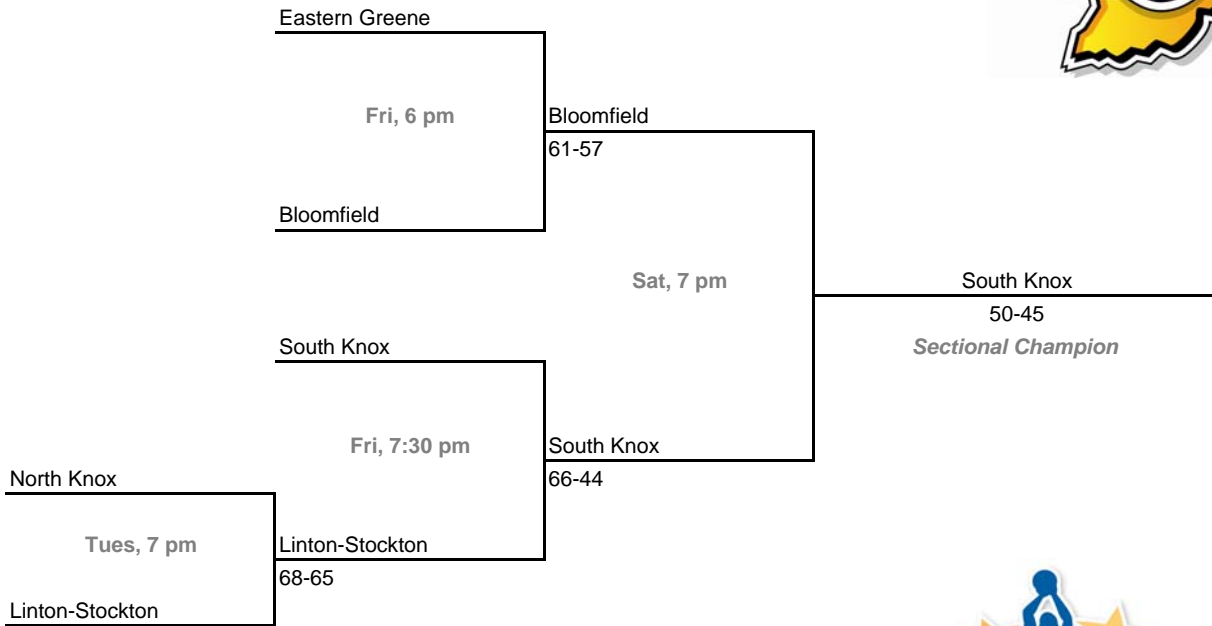 Eastern Greene
Fri, 6 pm
Bloomfield
61-57
Bloomfield
Sat, 7 pm
South Knox
50-45
Sectional Champion
South Knox
Fri, 7:30 pm
South Knox
66-44
North Knox
Tues, 7 pm
Linton-Stockton
68-65
Linton-Stockton